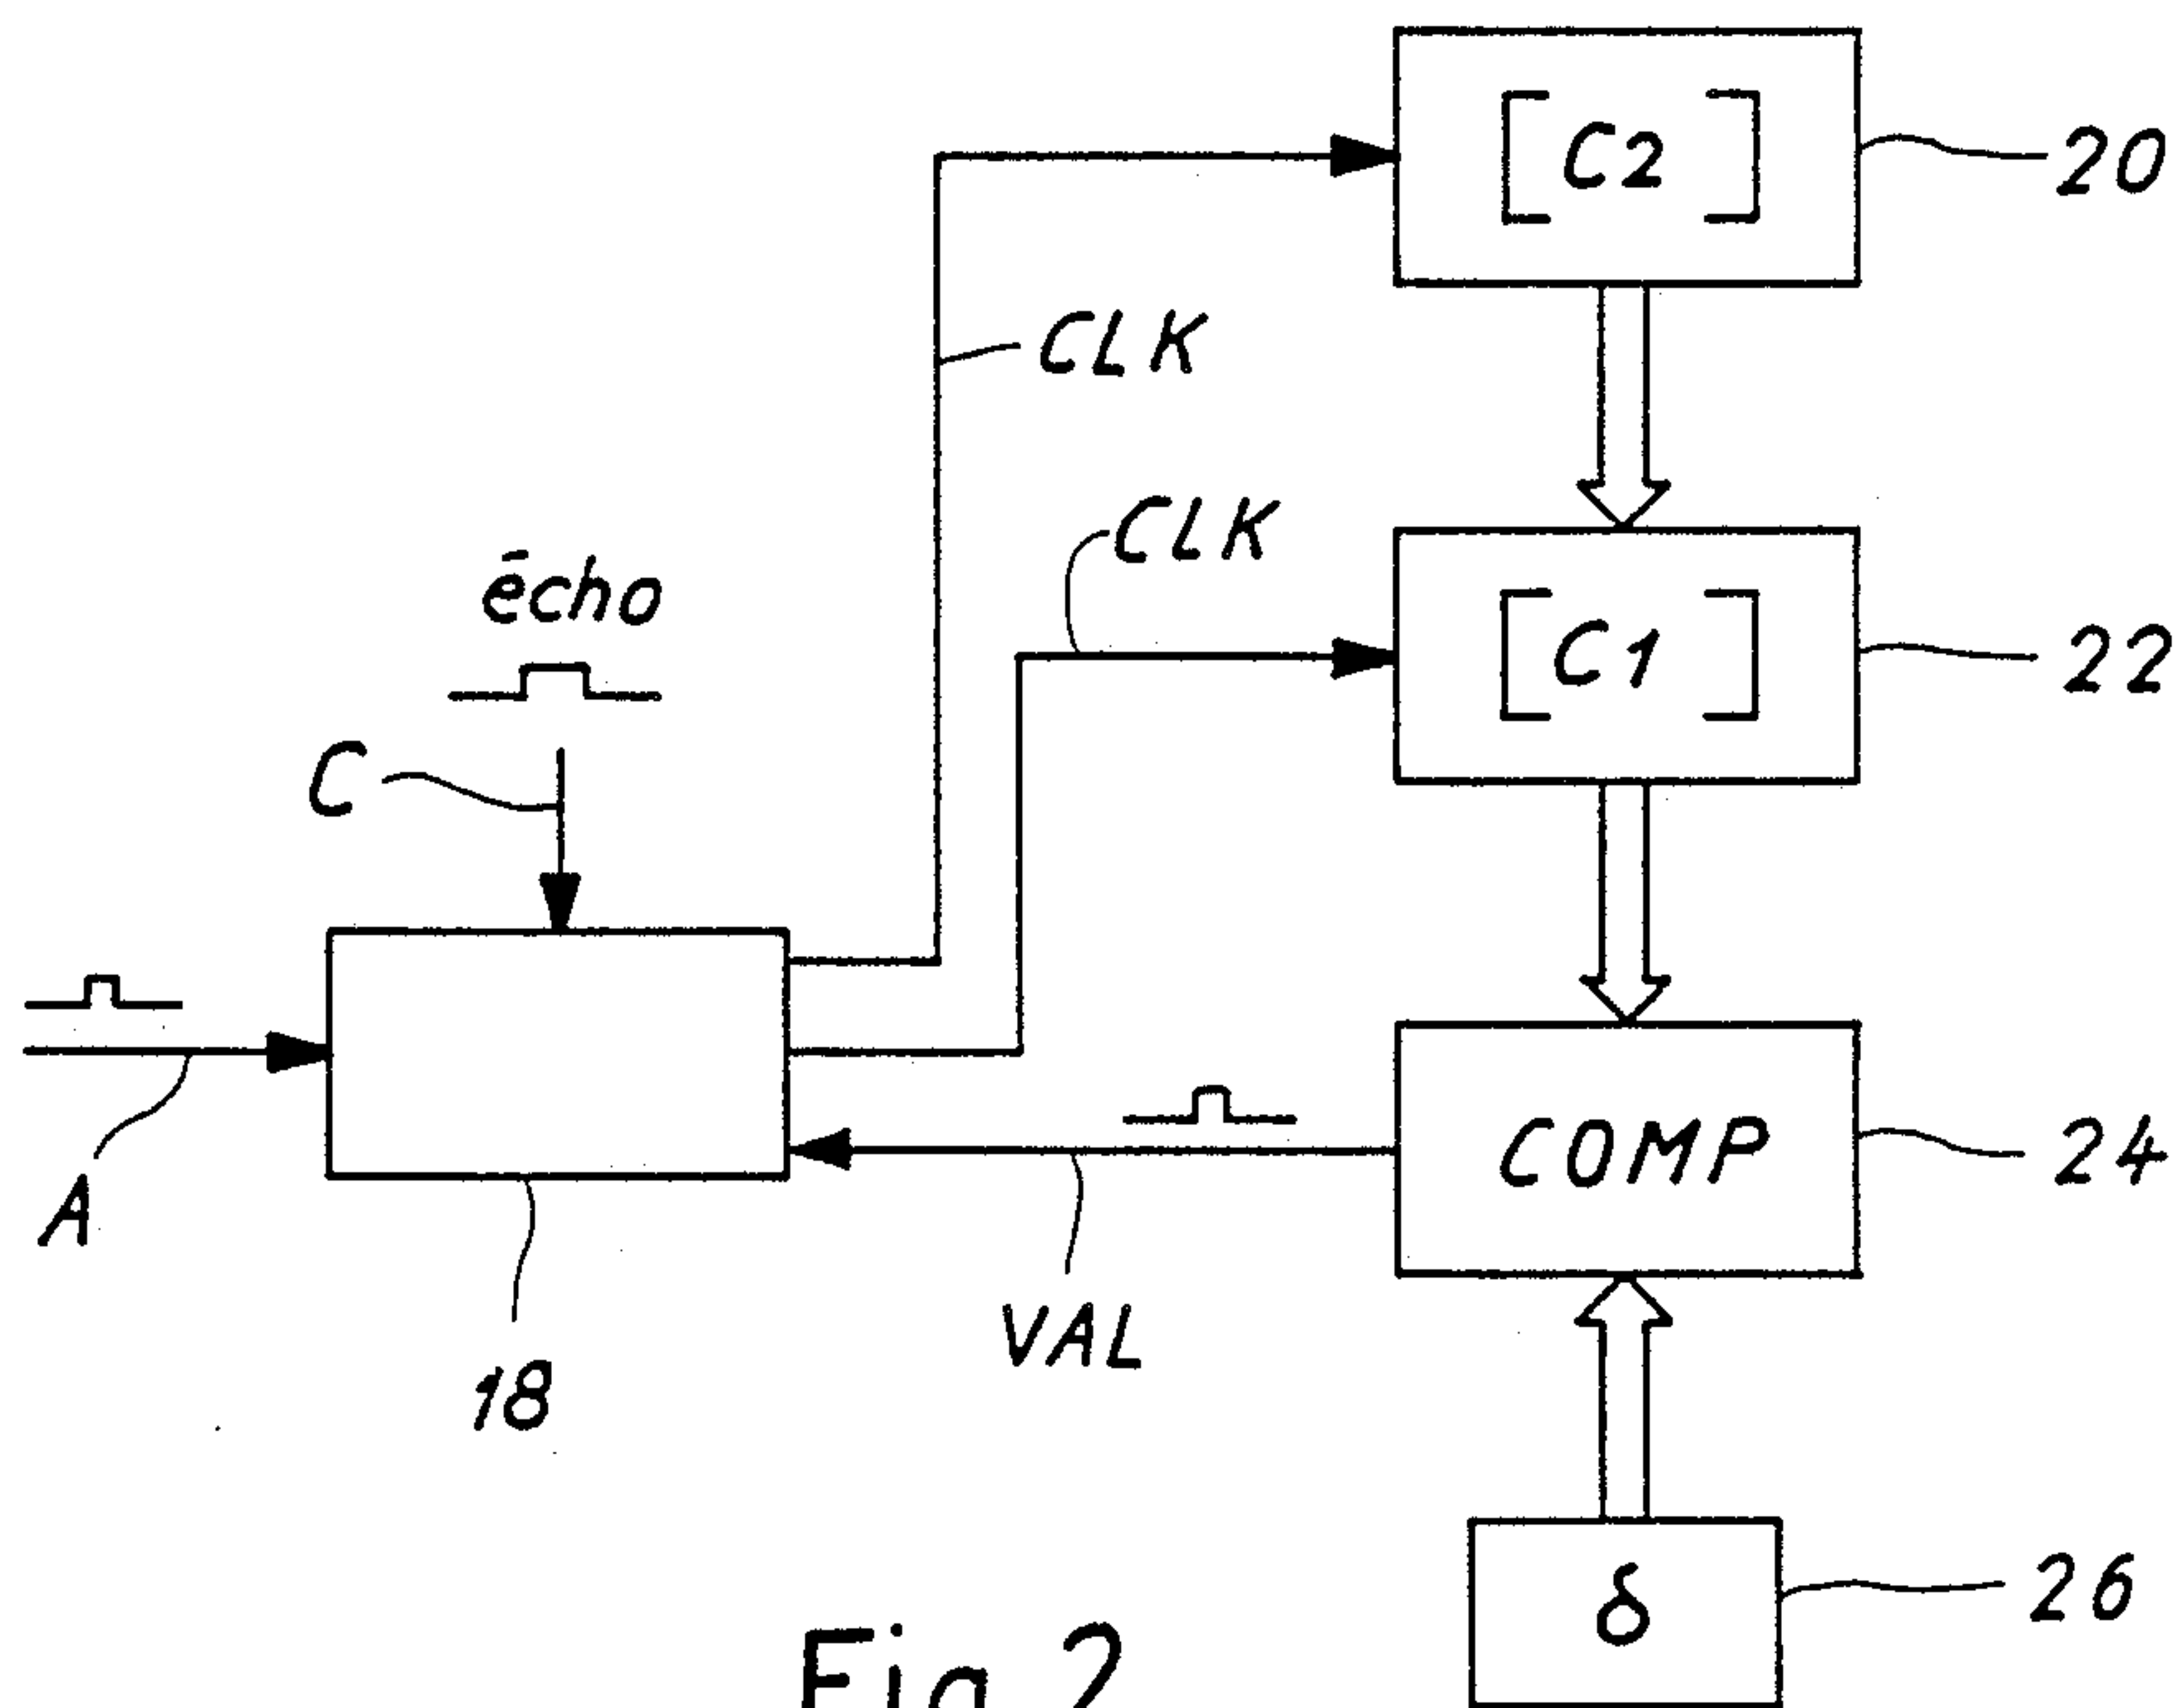 [ C2 ]
20
CLK
CLK
écho
[ C1 ]
22
C
COMP
24
A
VAL
18
δ
26
Fig 2